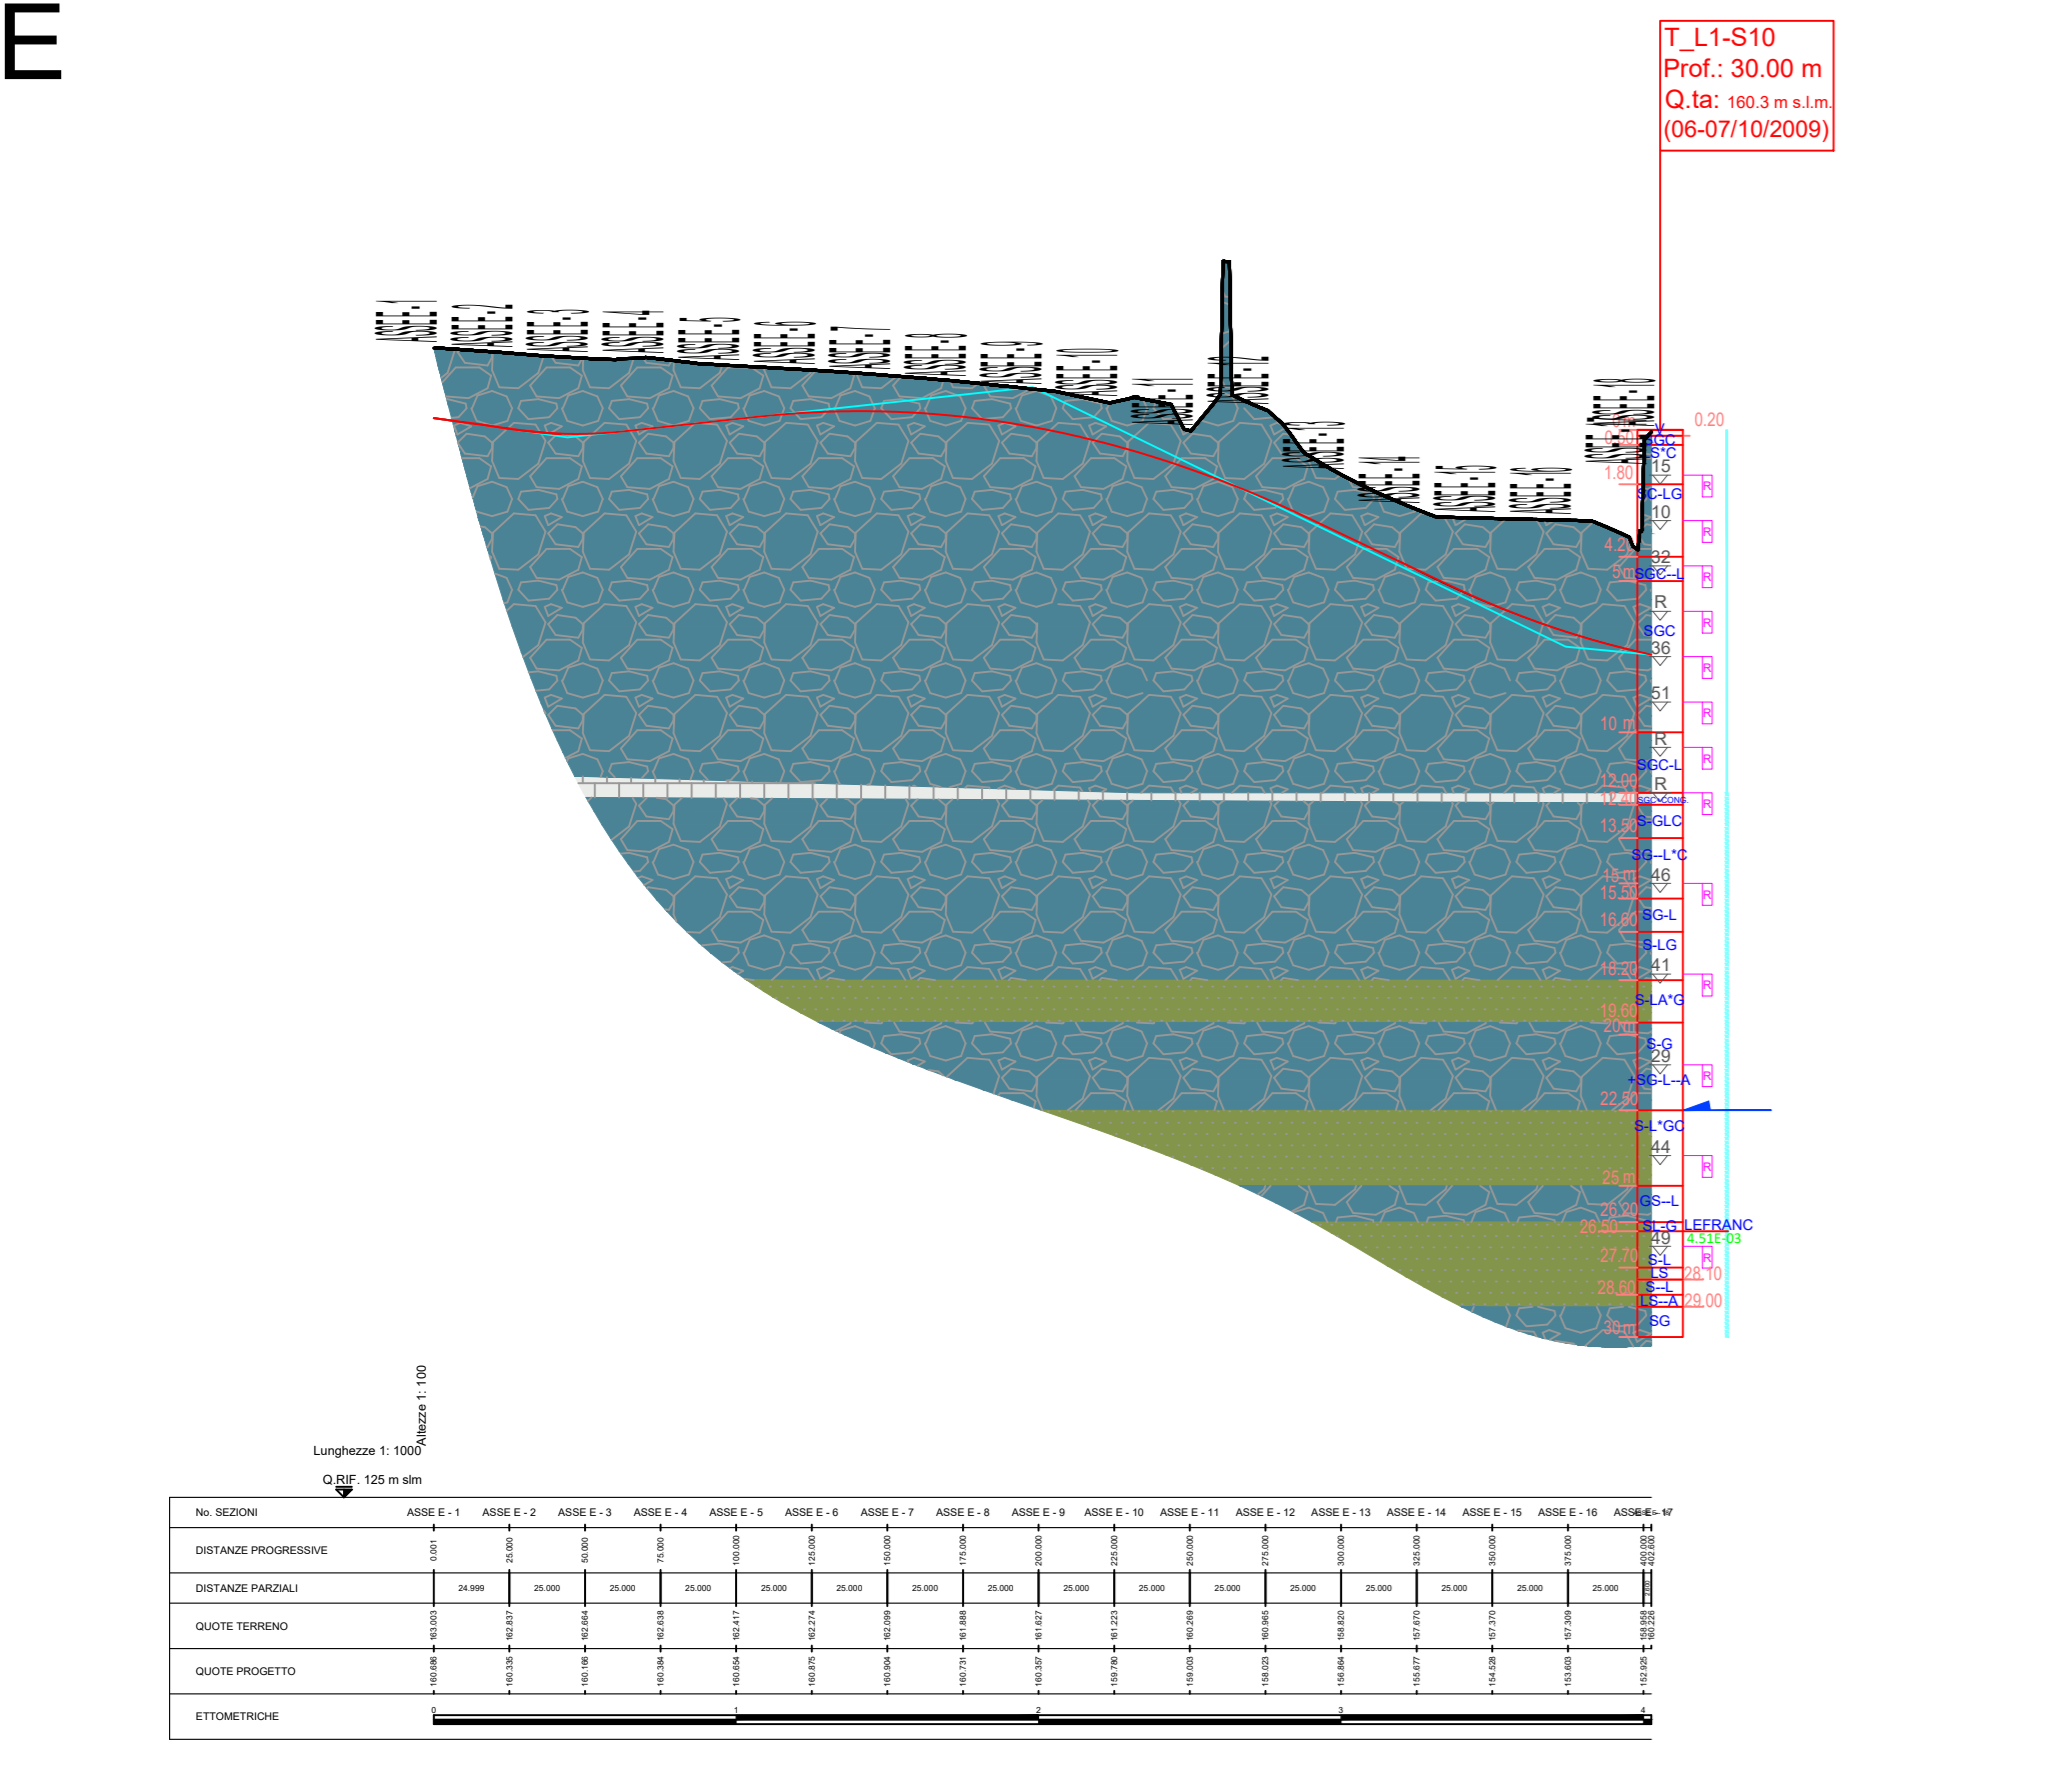 E
T_L1-S10
Prof.: 30.00 m
Q.ta: 160.3 m s.l.m.
(06-07/10/2009)
0.20
V
SGC
LS*C
15
1.80
R
SC-LG
10
R
32
5m
SGC--L
R
R
SGC
R
36
R
51
10 m
R
R
SGC-L
R
12.00
R
12.40
SGC-CONG.
R
S-GLC
13.50
SG--L*C
15 m
46
15.50
R
SG-L
16.60
S-LG
18.20
41
R
S-LA*G
19.60
20 m
S-G
29
+SG-L--A
R
22.50
S-L*GC
44
R
25 m
GS--L
26.20
26.50
SL-G
LEFRANC
49
4.51E-03
27.70
S-L
R
LS
28.10
28.60
S--L
LS--A
29.00
SG
30 m
Altezze 1: 100
Lunghezze 1: 1000
Q.RIF. 125 m slm
No. SEZIONI ASSE E - 1 ASSE E - 2 ASSE E - 3 ASSE E - 4 ASSE E - 5 ASSE E - 6 ASSE E - 7 ASSE E - 8 ASSE E - 9 ASSE E - 10 ASSE E - 11 ASSE E - 12 ASSE E - 13 ASSE E - 14 ASSE E - 15 ASSE E - 16 ASSE E - 17
DISTANZE PROGRESSIVE 0.001 25.000 50.000 75.000 100.000 125.000 150.000 175.000 200.000 225.000 250.000 275.000 300.000 325.000 350.000 375.000 400.000 402.600
DISTANZE PARZIALI 24.999 25.000 25.000 25.000 25.000 25.000 25.000 25.000 25.000 25.000 25.000 25.000 25.000 25.000 25.000 25.000
QUOTE TERRENO 163.003 162.837 162.664 162.638 162.417 162.274 162.099 161.888 161.627 161.223 160.269 160.965 158.820 157.670 157.370 157.309 158.958 160.226
QUOTE PROGETTO 160.686 160.335 160.166 160.384 160.654 160.875 160.904 160.731 160.357 159.780 159.003 158.023 156.864 155.677 154.528 153.603 152.925
ETTOMETRICHE 0 1 2 3 4